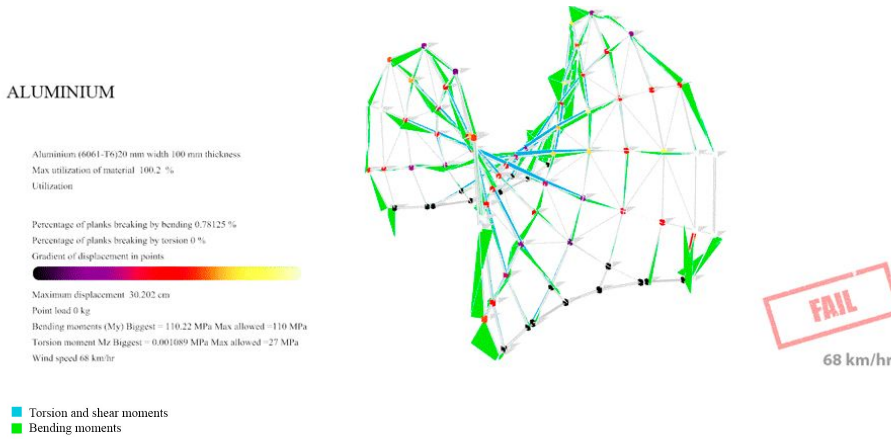 ALUMINIUM
Aluminium (6061-T6)20 mm width 100 mm thickness
Max utilization of material 100.2 %
Utilization
Percentage of planks breaking by bending 0.78125 %
Percentage of planks breaking by torsion 0 %
Gradient of displacement in points
Maximum displacement 30.202 cm
Point load 0 kg
Bending moments (My) Biggest = 110.22 MPa Max allowed =110 MPa
Torsion moment Mz Biggest = 0.001089 MPa Max allowed =27 MPa
Wind speed 68 km/hr
FAIL
68 km/hr
Torsion and shear moments
Bending moments